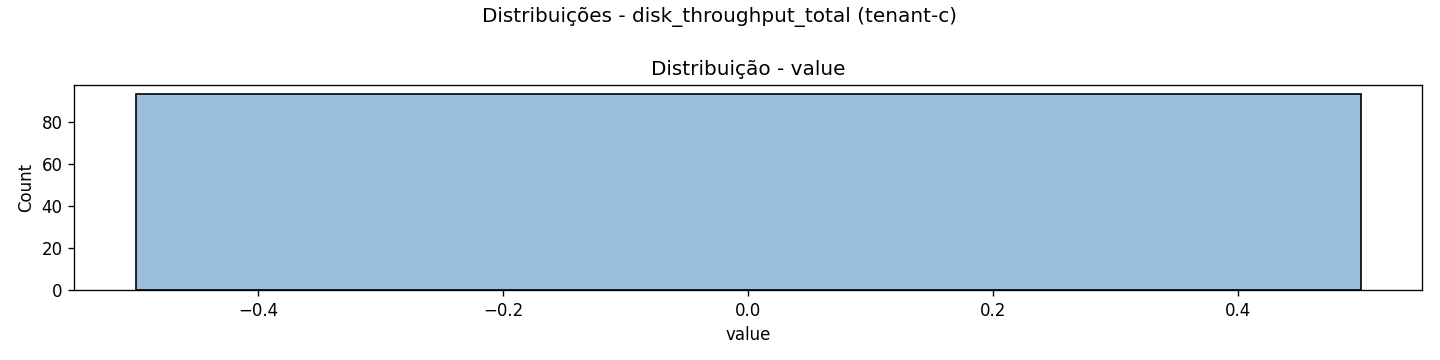 Distribuições - disk_throughput_total (tenant-c)
Distribuição - value
80
60
40
20
0
Count
−0.4 −0.2 0.0 0.2 0.4
value